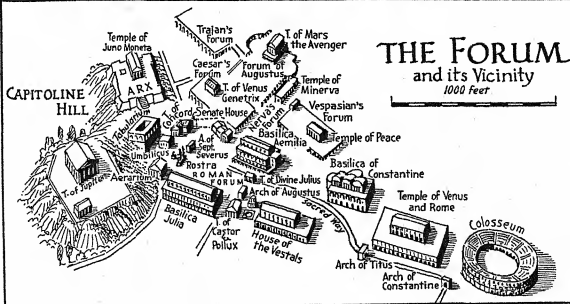 THE FORUM
and its Vicinity
1000 Feet
Trajan's
Forum
T. of Mars
the Avenger
Temple of
Juno Moneta
Caesar's
Forum
Forum of
Augustus
ARX
T. of Venus
Genetrix
Temple of
Minerva
CAPITOLINE
HILL
Tabularium
T. of
Concord
Senate House
Nerva's
Forum
Vespasian's
Forum
Basilica
Aemilia
Temple of Peace
Umbilicus
A. of
Sept.
Severus
Rostra
T. of Jupiter
Aerarium
ROMAN
FORUM
T. of Divine Julius
Arch of Augustus
Basilica of
Constantine
Basilica
Julia
T. of
Castor
Pollux
House of
the Vestals
Sacred Way
Temple of Venus
and Rome
Colosseum
Arch of Titus
Arch of
Constantine